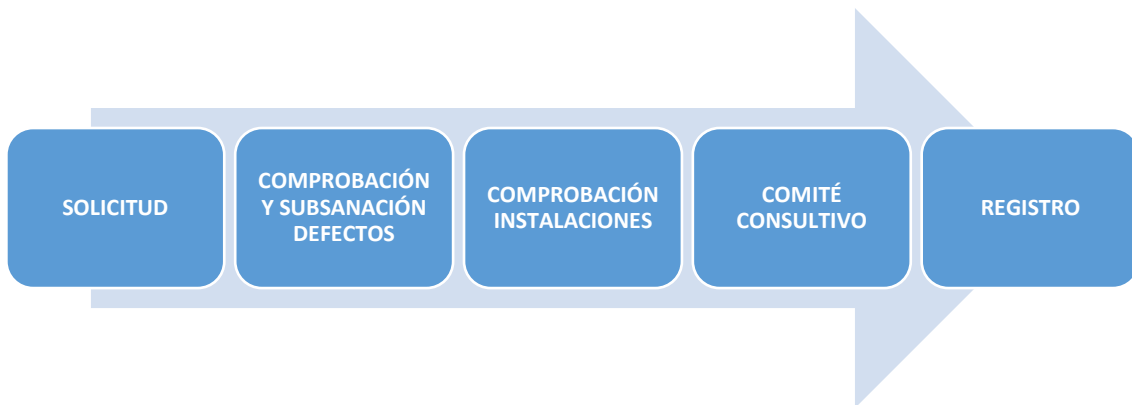 SOLICITUD
COMPROBACIÓN
Y SUBSANACIÓN
DEFECTOS
COMPROBACIÓN
INSTALACIONES
COMITÉ
CONSULTIVO
REGISTRO